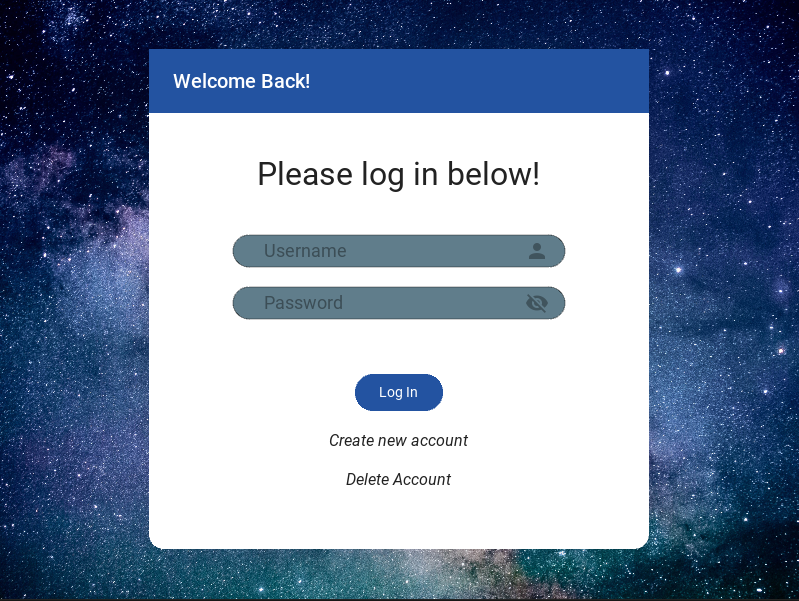 Welcome Back!
Please log in below!
Username
Password
Log In
Create new account
Delete Account